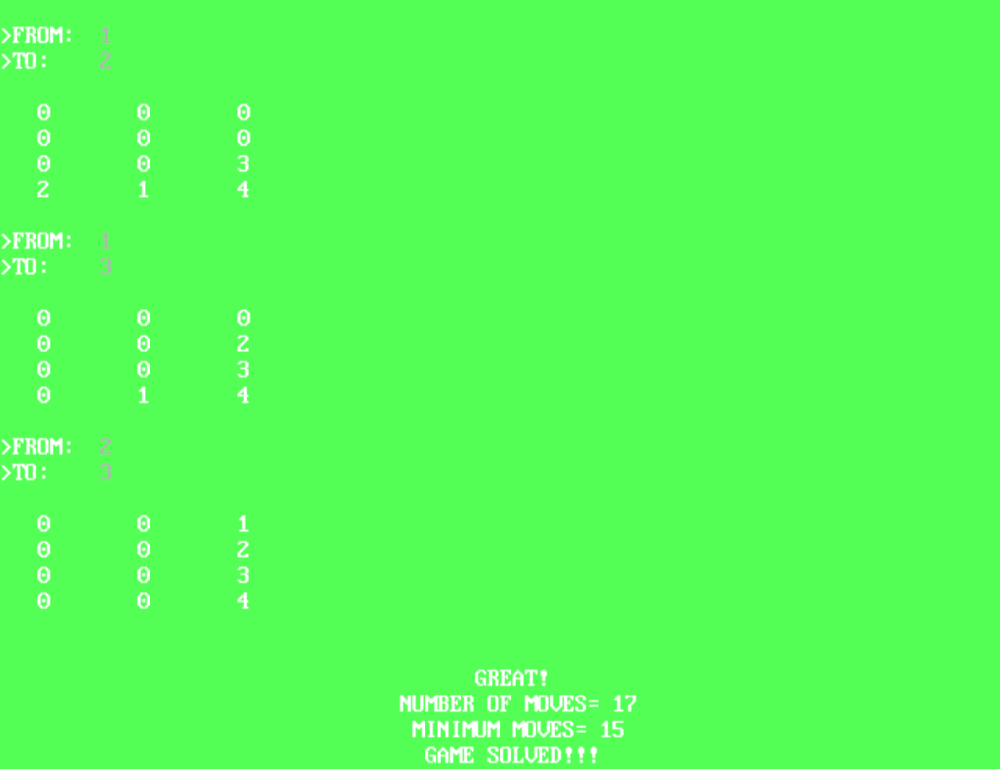 >FROM: 1
>TO: 2
0 0 0
0 0 0
0 0 3
2 1 4
>FROM: 1
>TO: 3
0 0 0
0 0 2
0 0 3
0 1 4
>FROM: 2
>TO: 3
0 0 1
0 0 2
0 0 3
0 0 4
GREAT!
NUMBER OF MOVES= 17
MINIMUM MOVES= 15
GAME SOLVED!!!